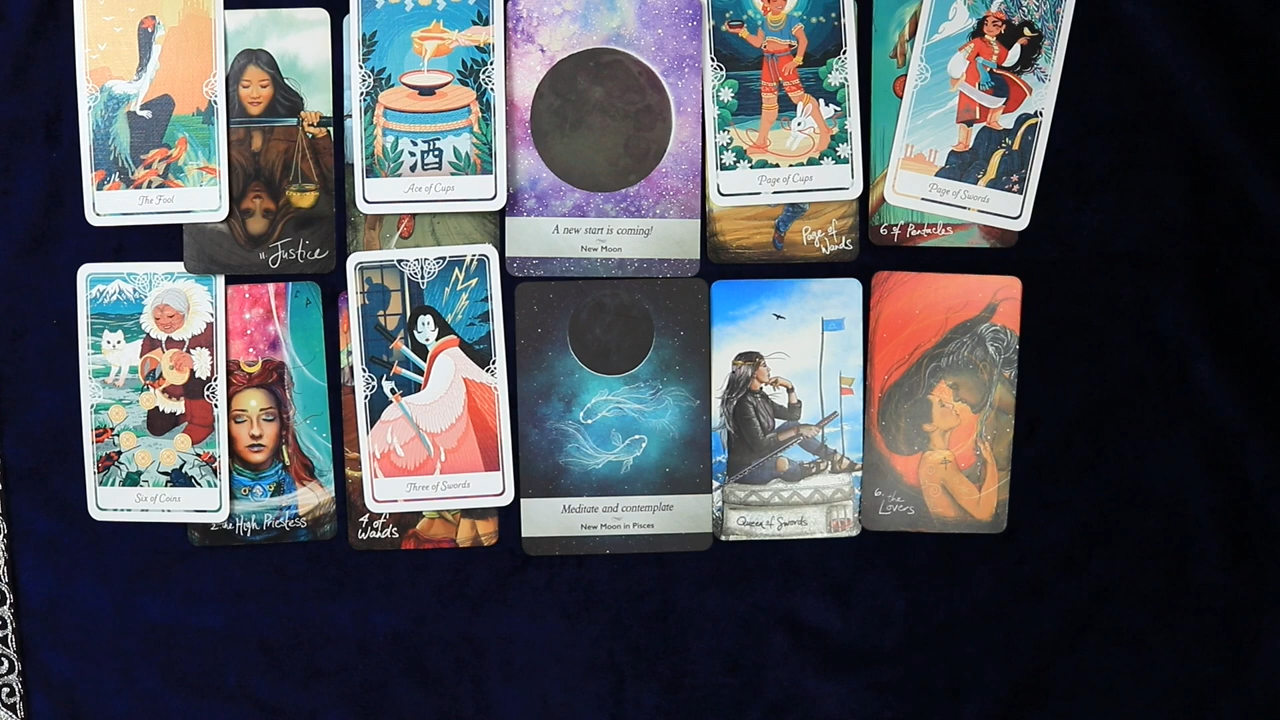 The Fool
11. Justice
Ace of Cups
酒
A new start is coming!
New Moon
Page of Cups
Page of
Wands
6 of Pentacles
Page of Swords
Six of Coins
2. the High Priestess
4 of
Wands
Three of Swords
Meditate and contemplate
New Moon in Pisces
Queen of Swords
6. the
Lovers